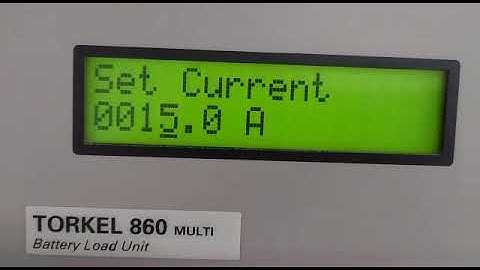 Set Current
0015.0 A
TORKEL 860 MULTI
Battery Load Unit